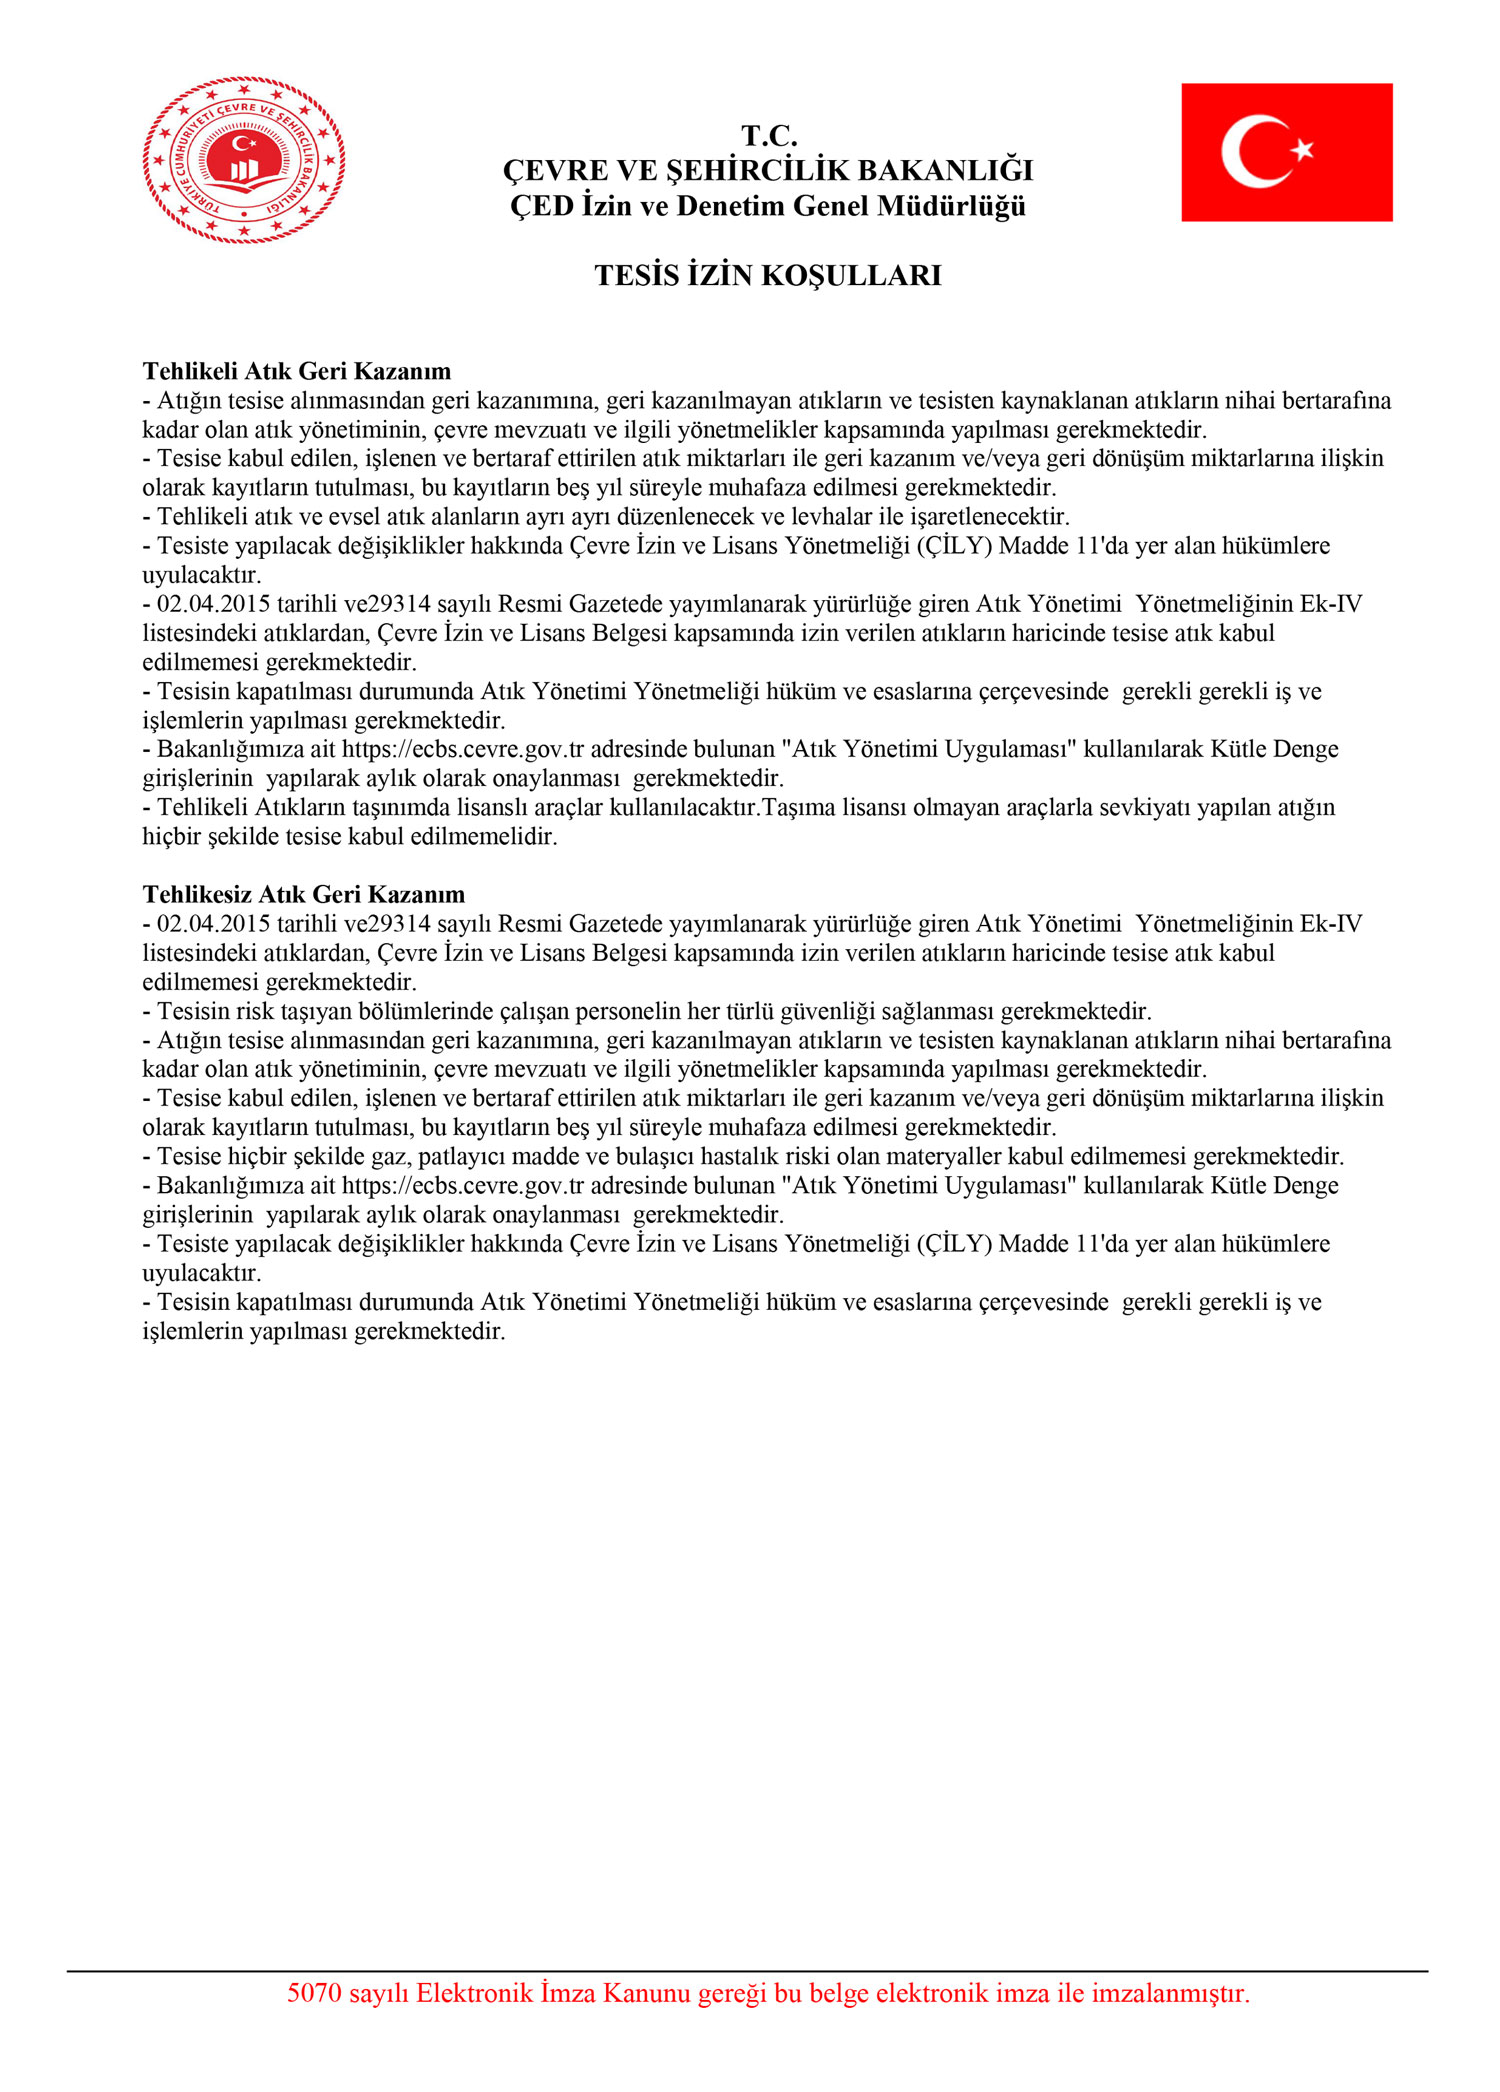 TÜRKİYE CUMHURİYETİ ÇEVRE VE ŞEHİRCİLİK BAKANLIĞI
T.C.
ÇEVRE VE ŞEHİRCİLİK BAKANLIĞI
ÇED İzin ve Denetim Genel Müdürlüğü
TESİS İZİN KOŞULLARI
Tehlikeli Atık Geri Kazanım
- Atığın tesise alınmasından geri kazanımına, geri kazanılmayan atıkların ve tesisten kaynaklanan atıkların nihai bertarafına
kadar olan atık yönetiminin, çevre mevzuatı ve ilgili yönetmelikler kapsamında yapılması gerekmektedir.
- Tesise kabul edilen, işlenen ve bertaraf ettirilen atık miktarları ile geri kazanım ve/veya geri dönüşüm miktarlarına ilişkin
olarak kayıtların tutulması, bu kayıtların beş yıl süreyle muhafaza edilmesi gerekmektedir.
- Tehlikeli atık ve evsel atık alanların ayrı ayrı düzenlenecek ve levhalar ile işaretlenecektir.
- Tesiste yapılacak değişiklikler hakkında Çevre İzin ve Lisans Yönetmeliği (ÇİLY) Madde 11'da yer alan hükümlere
uyulacaktır.
- 02.04.2015 tarihli ve29314 sayılı Resmi Gazetede yayımlanarak yürürlüğe giren Atık Yönetimi  Yönetmeliğinin Ek-IV
listesindeki atıklardan, Çevre İzin ve Lisans Belgesi kapsamında izin verilen atıkların haricinde tesise atık kabul
edilmemesi gerekmektedir.
- Tesisin kapatılması durumunda Atık Yönetimi Yönetmeliği hüküm ve esaslarına çerçevesinde  gerekli gerekli iş ve
işlemlerin yapılması gerekmektedir.
- Bakanlığımıza ait https://ecbs.cevre.gov.tr adresinde bulunan "Atık Yönetimi Uygulaması" kullanılarak Kütle Denge
girişlerinin  yapılarak aylık olarak onaylanması  gerekmektedir.
- Tehlikeli Atıkların taşınımda lisanslı araçlar kullanılacaktır.Taşıma lisansı olmayan araçlarla sevkiyatı yapılan atığın
hiçbir şekilde tesise kabul edilmemelidir.
Tehlikesiz Atık Geri Kazanım
- 02.04.2015 tarihli ve29314 sayılı Resmi Gazetede yayımlanarak yürürlüğe giren Atık Yönetimi  Yönetmeliğinin Ek-IV
listesindeki atıklardan, Çevre İzin ve Lisans Belgesi kapsamında izin verilen atıkların haricinde tesise atık kabul
edilmemesi gerekmektedir.
- Tesisin risk taşıyan bölümlerinde çalışan personelin her türlü güvenliği sağlanması gerekmektedir.
- Atığın tesise alınmasından geri kazanımına, geri kazanılmayan atıkların ve tesisten kaynaklanan atıkların nihai bertarafına
kadar olan atık yönetiminin, çevre mevzuatı ve ilgili yönetmelikler kapsamında yapılması gerekmektedir.
- Tesise kabul edilen, işlenen ve bertaraf ettirilen atık miktarları ile geri kazanım ve/veya geri dönüşüm miktarlarına ilişkin
olarak kayıtların tutulması, bu kayıtların beş yıl süreyle muhafaza edilmesi gerekmektedir.
- Tesise hiçbir şekilde gaz, patlayıcı madde ve bulaşıcı hastalık riski olan materyaller kabul edilmemesi gerekmektedir.
- Bakanlığımıza ait https://ecbs.cevre.gov.tr adresinde bulunan "Atık Yönetimi Uygulaması" kullanılarak Kütle Denge
girişlerinin  yapılarak aylık olarak onaylanması  gerekmektedir.
- Tesiste yapılacak değişiklikler hakkında Çevre İzin ve Lisans Yönetmeliği (ÇİLY) Madde 11'da yer alan hükümlere
uyulacaktır.
- Tesisin kapatılması durumunda Atık Yönetimi Yönetmeliği hüküm ve esaslarına çerçevesinde  gerekli gerekli iş ve
işlemlerin yapılması gerekmektedir.
5070 sayılı Elektronik İmza Kanunu gereği bu belge elektronik imza ile imzalanmıştır.